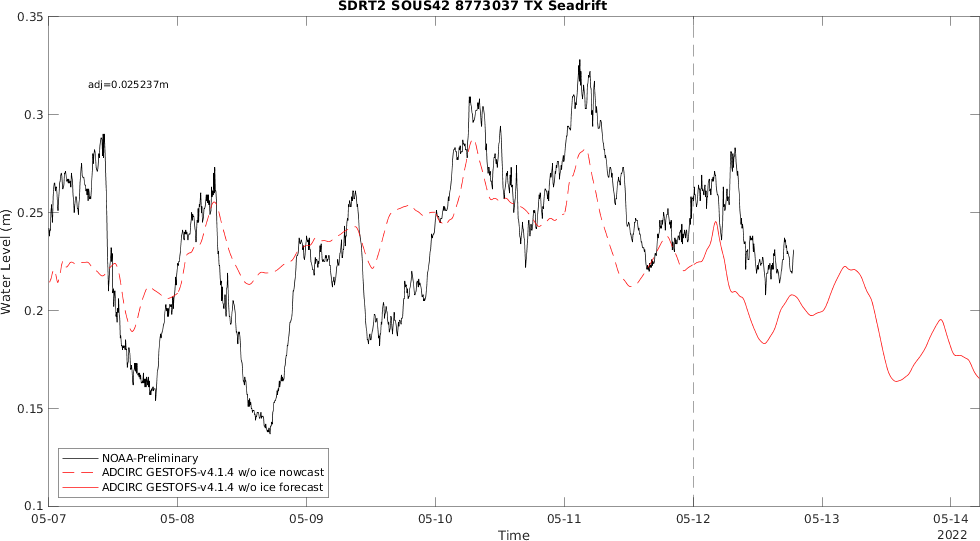 SDRT2 SOUS42 8773037 TX Seadrift
0.35
adj=0.025237m
0.3
0.25
Water Level (m)
0.2
0.15
NOAA-Preliminary
ADCIRC GESTOFS-v4.1.4 w/o ice nowcast
ADCIRC GESTOFS-v4.1.4 w/o ice forecast
0.1
05-07 05-08 05-09 05-10 05-11 05-12 05-13 05-14
Time
2022